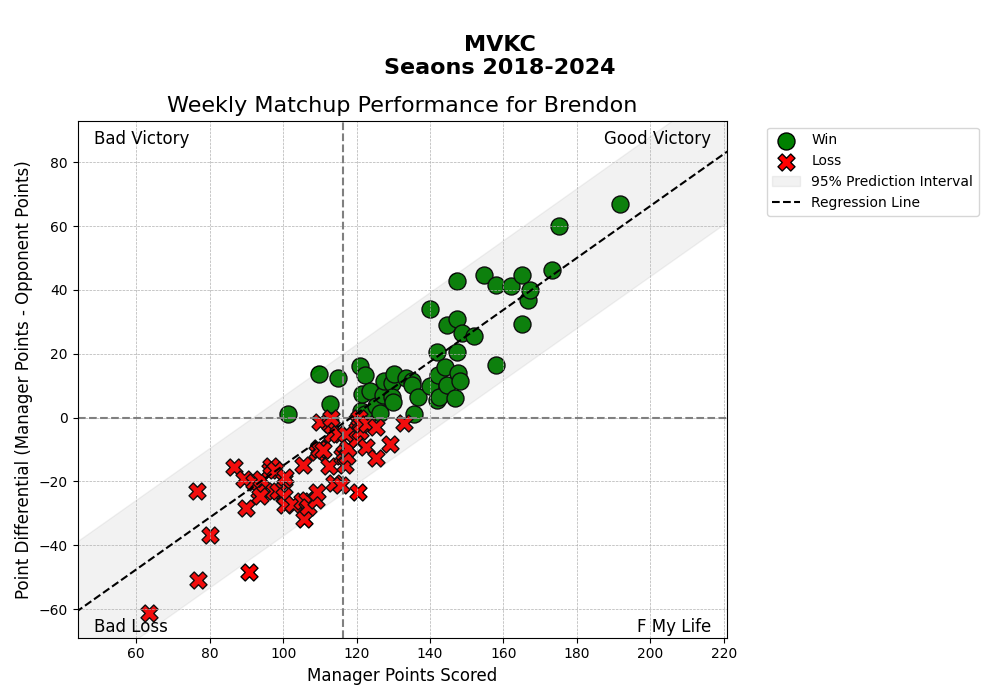 MVKC
Seaons 2018-2024
Weekly Matchup Performance for Brendon
Bad Victory
Good Victory
Bad Loss
F My Life
Point Differential (Manager Points - Opponent Points)
80
60
40
20
0
−20
−40
−60
60
80
100
120
140
160
180
200
220
Manager Points Scored
Win
Loss
95% Prediction Interval
Regression Line